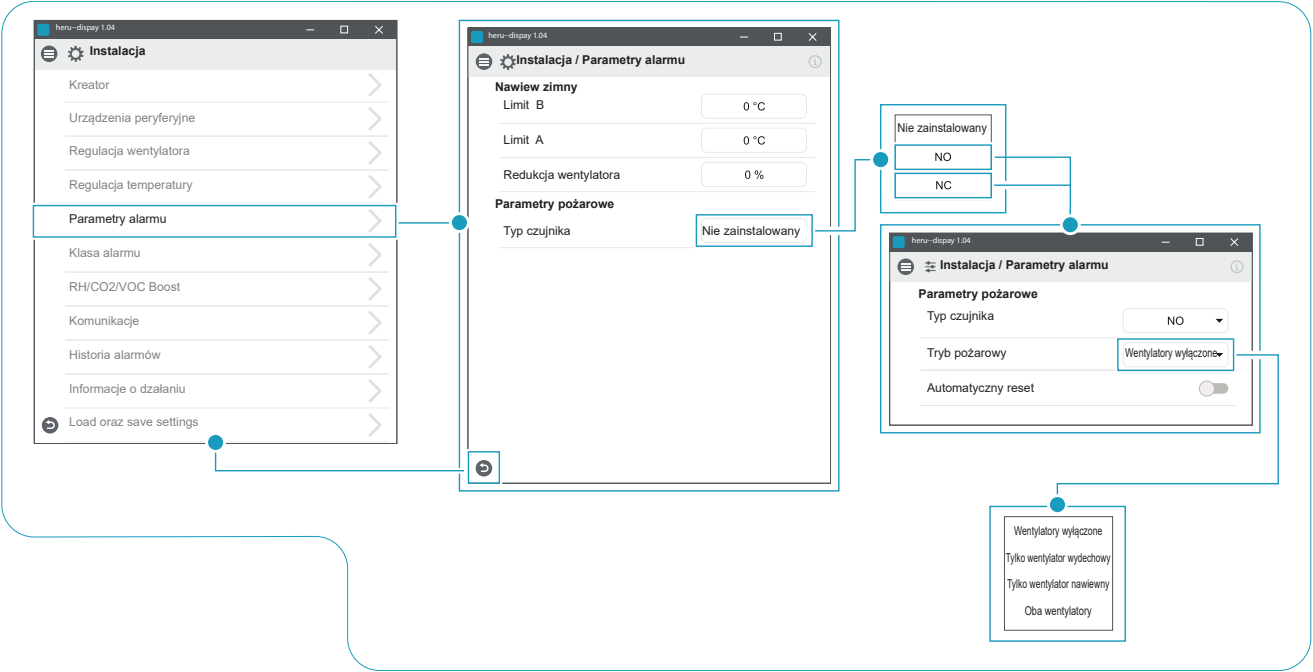 heru--dispay 1.04
Instalacja
Kreator
Urządzenia peryferyjne
Regulacja wentylatora
Regulacja temperatury
Parametry alarmu
Klasa alarmu
RH/CO2/VOC Boost
Komunikacje
Historia alarmów
Informacje o dzałaniu
Load oraz save settings
heru--dispay 1.04
Instalacja / Parametry alarmu
Nawiew zimny
Limit B 0 °C
Limit A 0 °C
Redukcja wentylatora 0 %
Parametry pożarowe
Typ czujnika Nie zainstalowany
Nie zainstalowany
NO
NC
heru--dispay 1.04
Instalacja / Parametry alarmu
Parametry pożarowe
Typ czujnika NO
Tryb pożarowy Wentylatory wyłączone
Automatyczny reset
Wentylatory wyłączone
Tylko wentylator wydechowy
Tylko wentylator nawiewny
Oba wentylatory